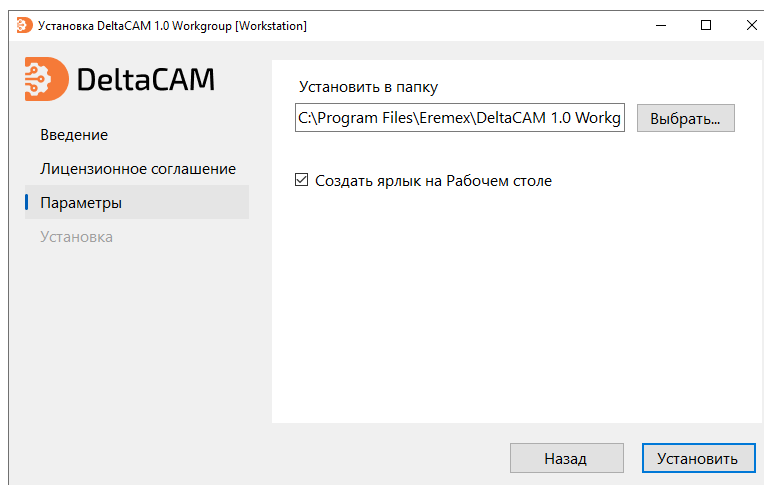 Установка DeltaCAM 1.0 Workgroup [Workstation]
DeltaCAM
Введение
Лицензионное соглашение
Параметры
Установка
Установить в папку
C:\Program Files\Eremex\DeltaCAM 1.0 Workg
Выбрать...
Создать ярлык на Рабочем столе
Назад
Установить